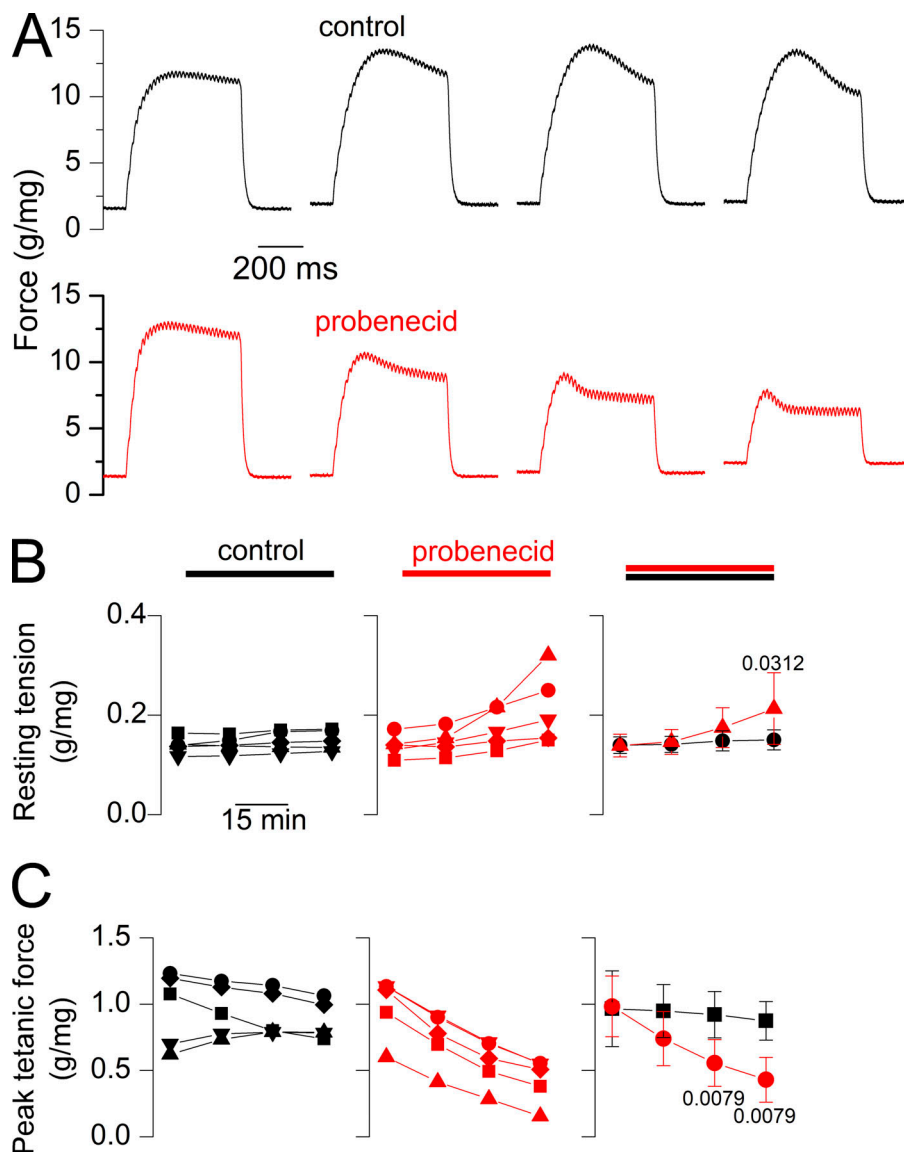 A
control
15
10
5
0
Force (g/mg)
200 ms
probenecid
15
10
5
0
B
control
probenecid
Resting tension
(g/mg)
0.4
0.2
0.0
15 min
0.0312
C
Peak tetanic force
(g/mg)
1.5
1.0
0.5
0.0
0.0079
0.0079